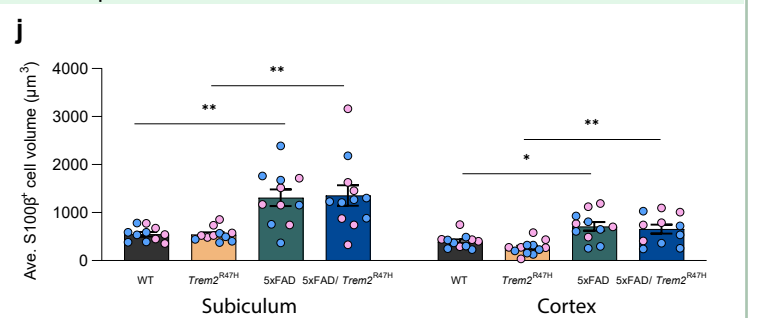 j
Ave. S100β⁺ cell volume (μm³)
4000
3000
2000
1000
0
**
**
**
*
WT
Trem2ᴿ⁴⁷ᴴ
5xFAD
5xFAD/ Trem2ᴿ⁴⁷ᴴ
WT
Trem2ᴿ⁴⁷ᴴ
5xFAD
5xFAD/ Trem2ᴿ⁴⁷ᴴ
Subiculum
Cortex